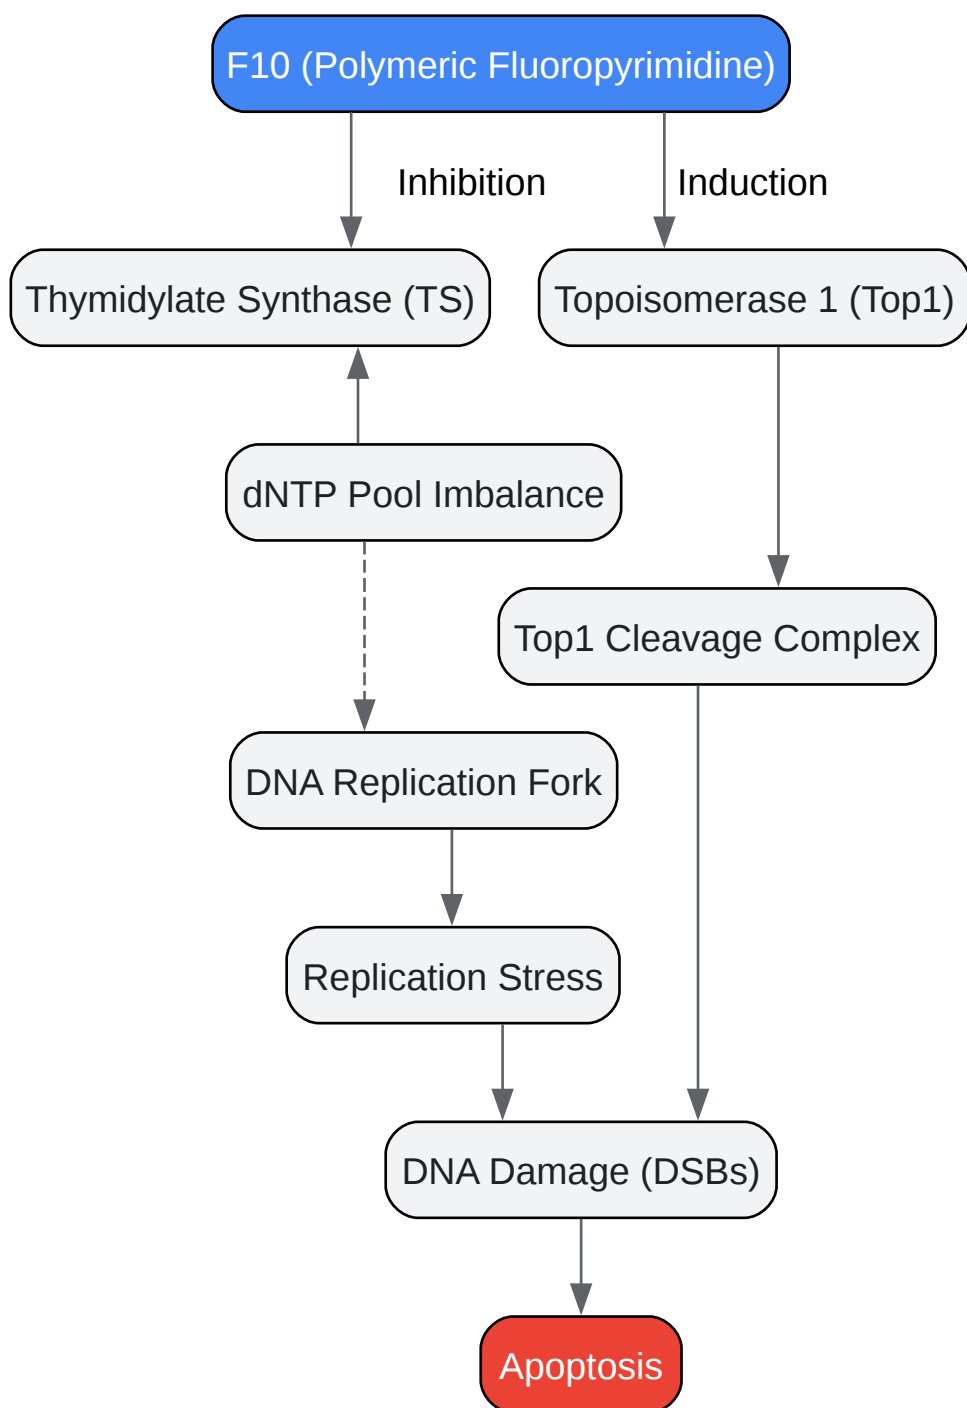 F10 (Polymeric Fluoropyrimidine)
Inhibition
Induction
Thymidylate Synthase (TS)
Topoisomerase 1 (Top1)
dNTP Pool Imbalance
Top1 Cleavage Complex
DNA Replication Fork
Replication Stress
DNA Damage (DSBs)
Apoptosis